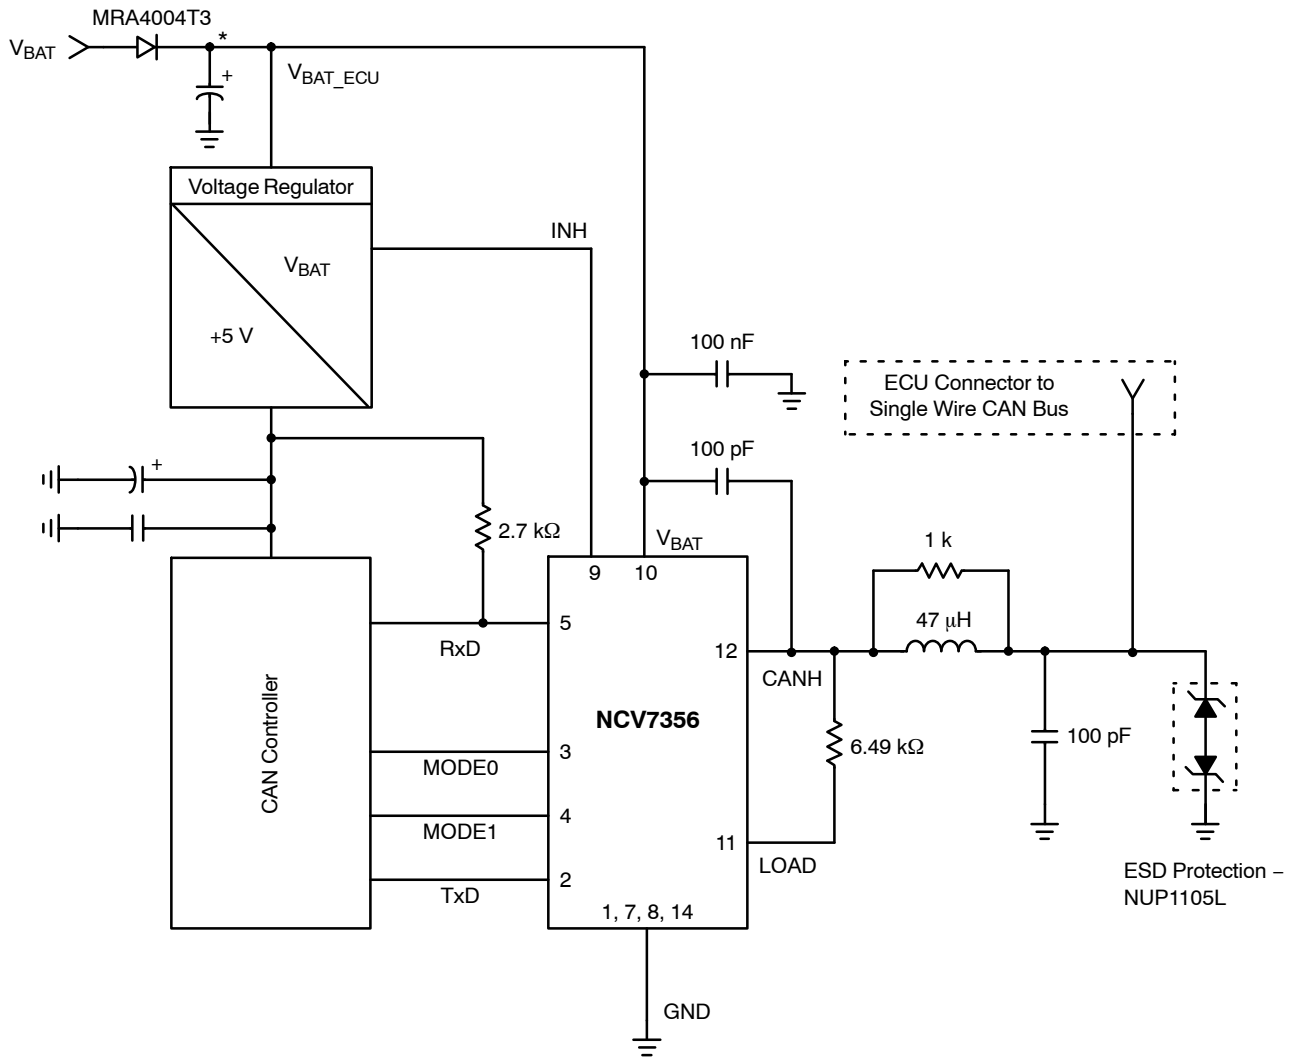 MRA4004T3
VBAT
*
+
VBAT_ECU
Voltage Regulator
INH
VBAT
+5 V
100 nF
ECU Connector to
Single Wire CAN Bus
100 pF
+
2.7 kΩ
VBAT
1 k
9
10
47 μH
5
RxD
12
CANH
CAN Controller
NCV7356
6.49 kΩ
100 pF
3
MODE0
4
MODE1
11
LOAD
2
TxD
1, 7, 8, 14
ESD Protection –
NUP1105L
GND